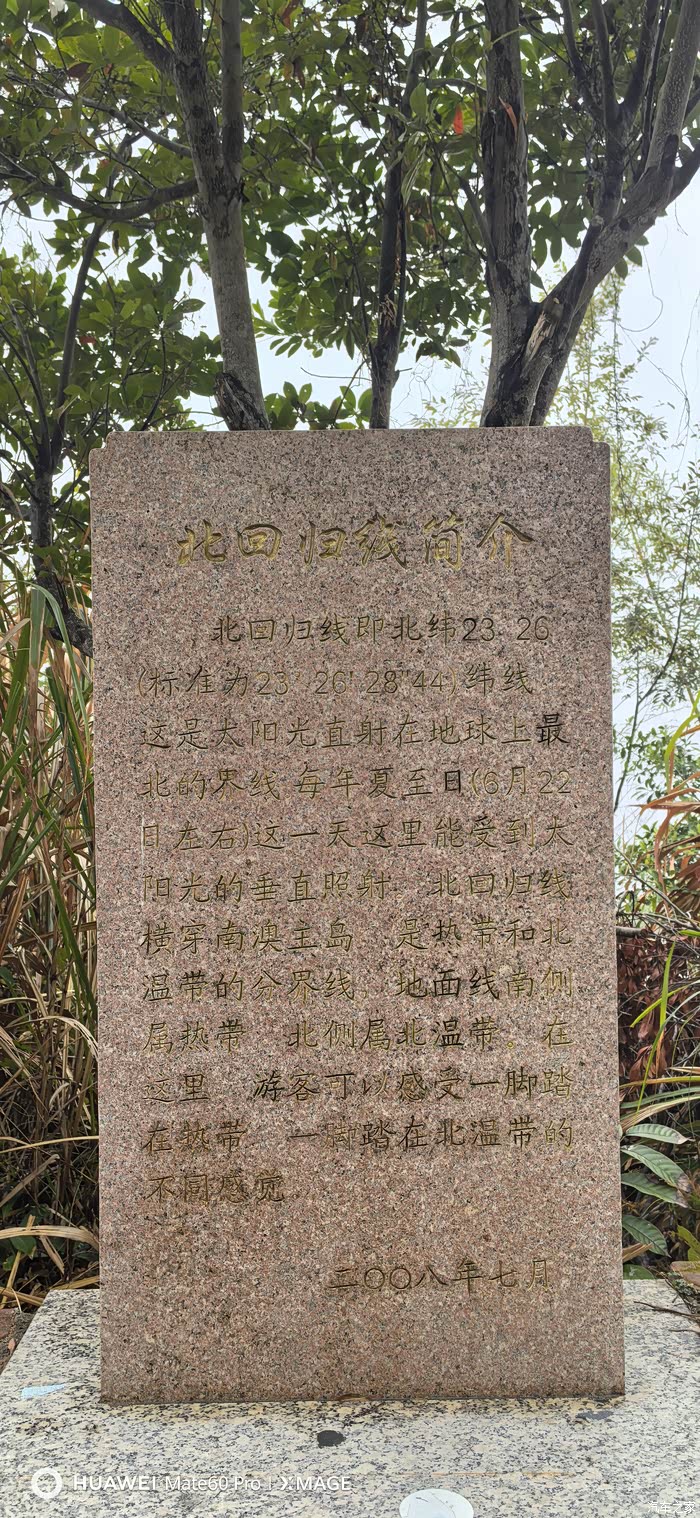 北回归线简介
北回归线即北纬23°26′
(标准为23°26′28″44)纬线
这是太阳光直射在地球上最
北的界线 每年夏至日(6月22
日左右)这一天这里能受到太
阳光的垂直照射。北回归线
横穿南澳主岛 是热带和北
温带的分界线，地面线南侧
属热带 北侧属北温带。在
这里 游客可以感受一脚踏
在热带 一脚踏在北温带的
不同感觉
二〇〇八年七月
HUAWEI Mate60 Pro | XMAGE
汽车之家